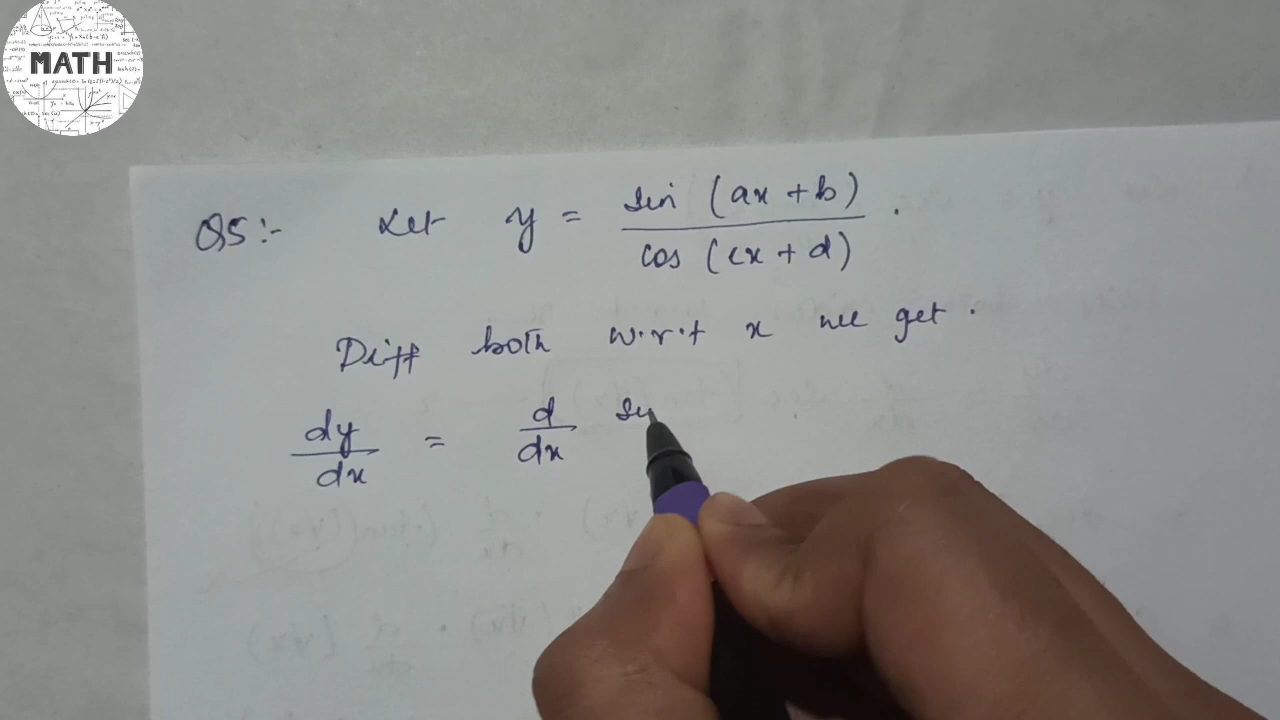 MATH
Q5:- Let y = sin (ax + b) / cos (cx + d) .
Diff both w.r.t x we get .
dy/dx = d/dx